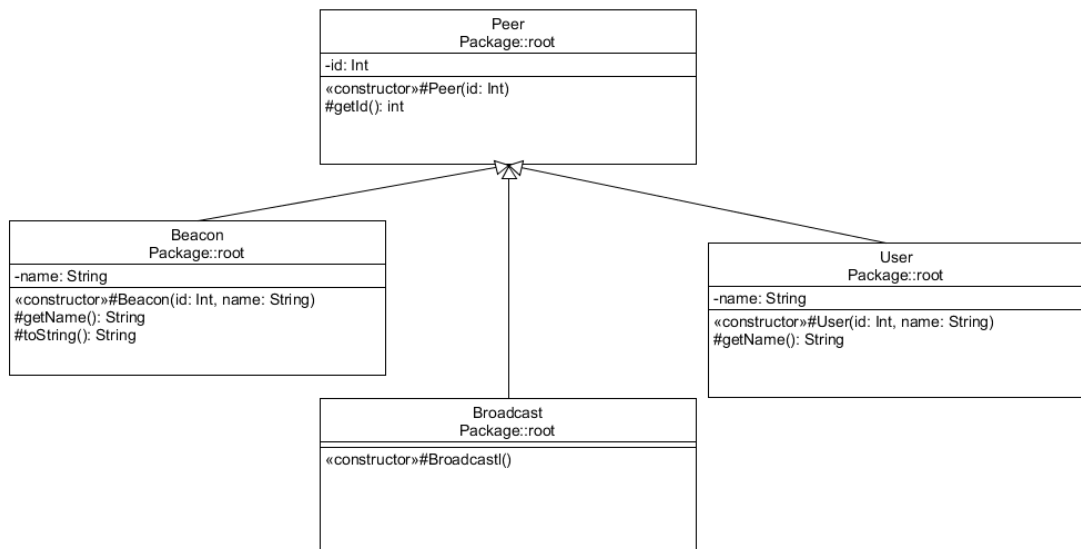 Peer
Package::root
-id: Int
«constructor»#Peer(id: Int)
#getId(): int
Beacon
Package::root
-name: String
«constructor»#Beacon(id: Int, name: String)
#getName(): String
#toString(): String
User
Package::root
-name: String
«constructor»#User(id: Int, name: String)
#getName(): String
Broadcast
Package::root
«constructor»#Broadcastl()